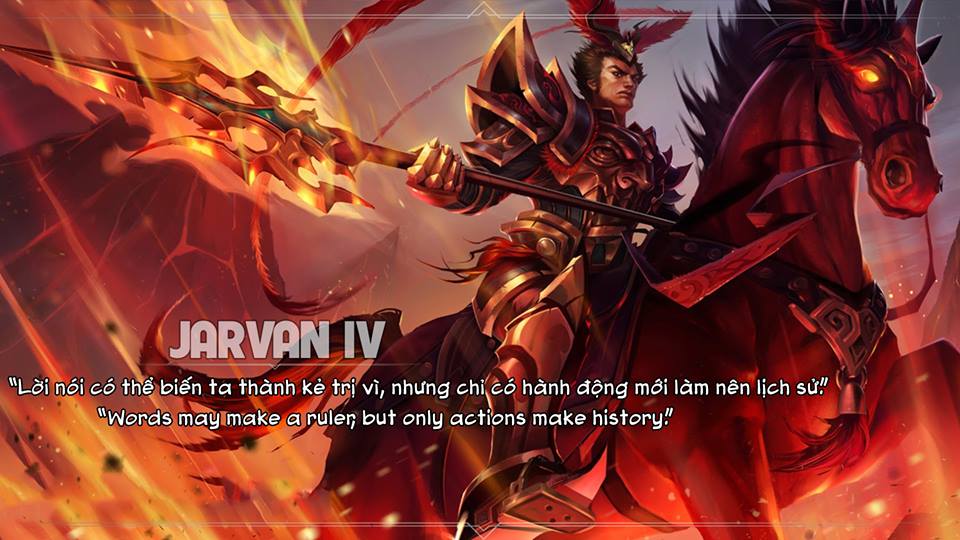 JARVAN IV
“Lời nói có thể biến ta thành kẻ trị vì, nhưng chỉ có hành động mới làm nên lịch sử.”
“Words may make a ruler, but only actions make history.”